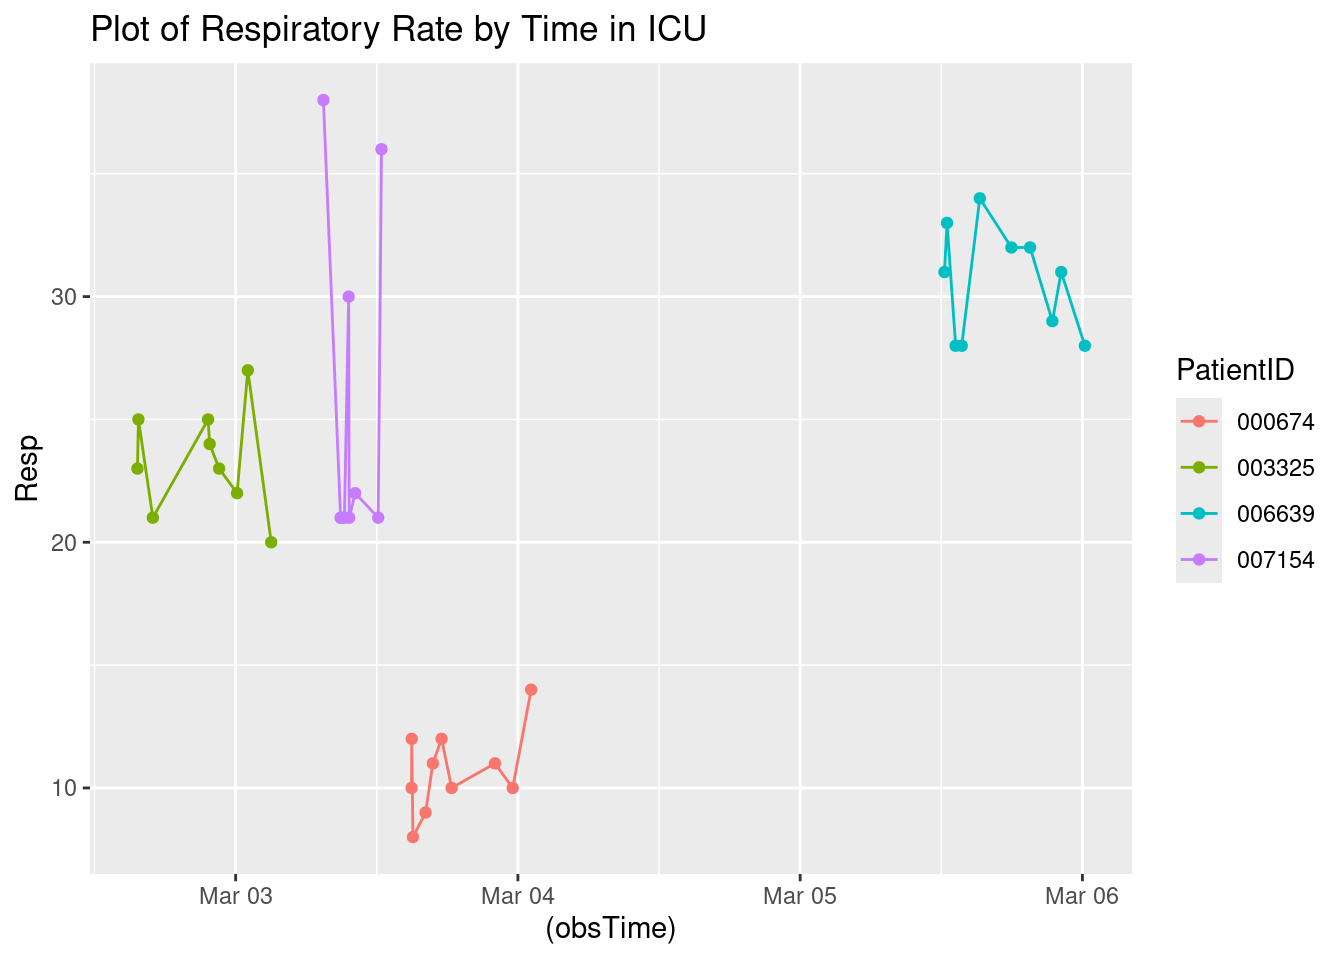 Plot of Respiratory Rate by Time in ICU
Resp
30
20
10
Mar 03
Mar 04
Mar 05
Mar 06
(obsTime)
PatientID
000674
003325
006639
007154